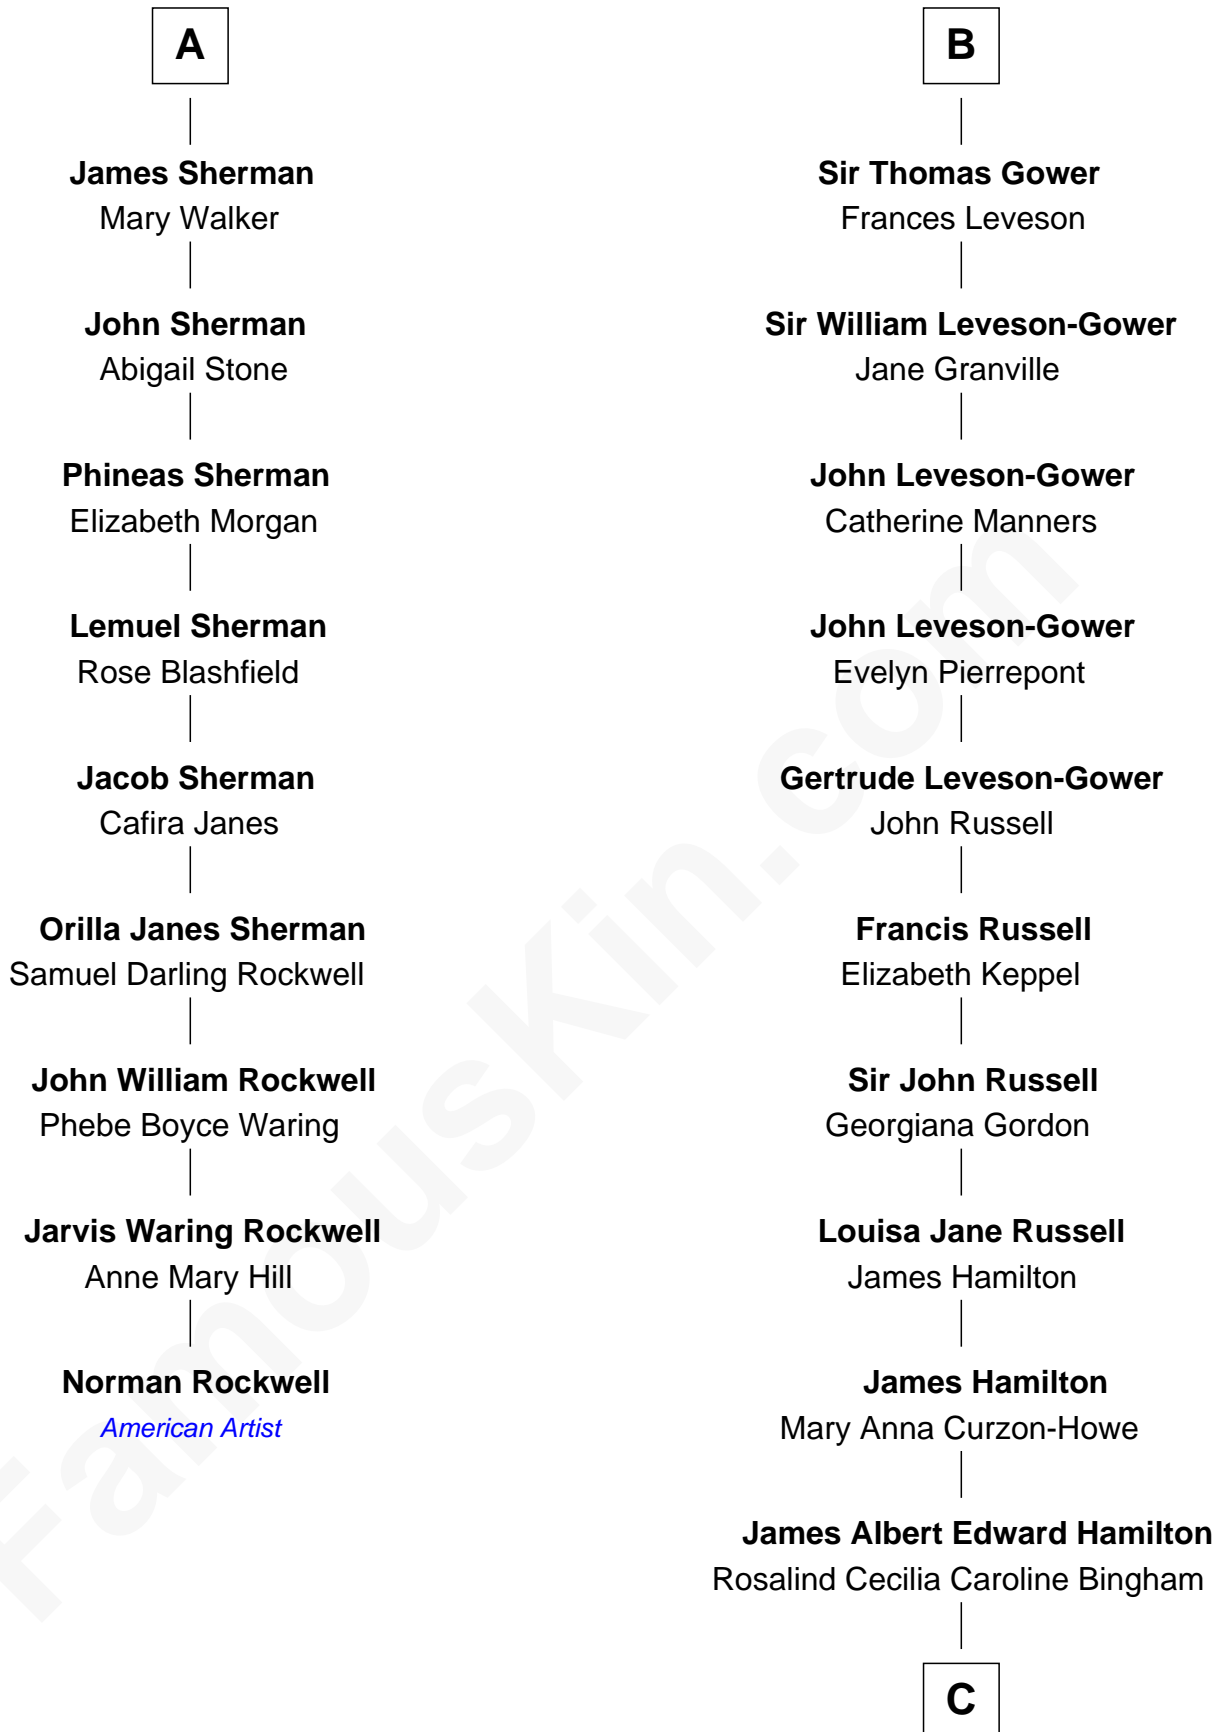 A
James Sherman
Mary Walker
John Sherman
Abigail Stone
Phineas Sherman
Elizabeth Morgan
Lemuel Sherman
Rose Blashfield
Jacob Sherman
Cafira Janes
Orilla Janes Sherman
Samuel Darling Rockwell
John William Rockwell
Phebe Boyce Waring
Jarvis Waring Rockwell
Anne Mary Hill
Norman Rockwell
American Artist
B
Sir Thomas Gower
Frances Leveson
Sir William Leveson-Gower
Jane Granville
John Leveson-Gower
Catherine Manners
John Leveson-Gower
Evelyn Pierrepont
Gertrude Leveson-Gower
John Russell
Francis Russell
Elizabeth Keppel
Sir John Russell
Georgiana Gordon
Louisa Jane Russell
James Hamilton
James Hamilton
Mary Anna Curzon-Howe
James Albert Edward Hamilton
Rosalind Cecilia Caroline Bingham
C
FamousKin.com